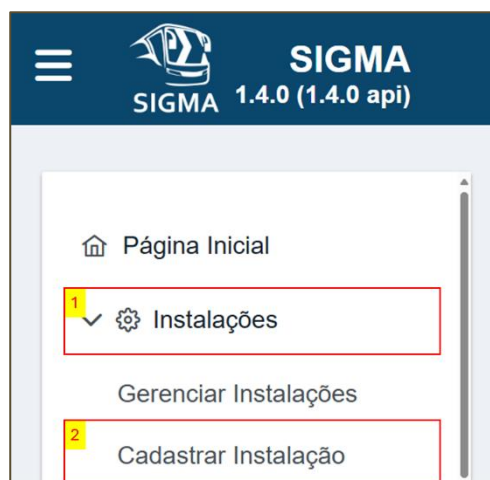 SIGMA
SIGMA
1.4.0 (1.4.0 api)
Página Inicial
1
Instalações
Gerenciar Instalações
2
Cadastrar Instalação